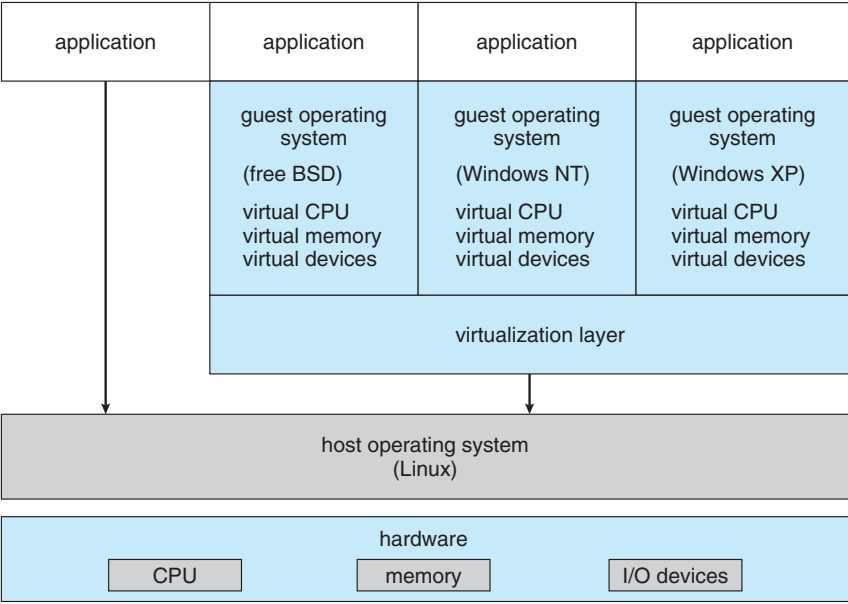 application
application
application
application
guest operating
system
(free BSD)
virtual CPU
virtual memory
virtual devices
guest operating
system
(Windows NT)
virtual CPU
virtual memory
virtual devices
guest operating
system
(Windows XP)
virtual CPU
virtual memory
virtual devices
virtualization layer
host operating system
(Linux)
hardware
CPU
memory
I/O devices